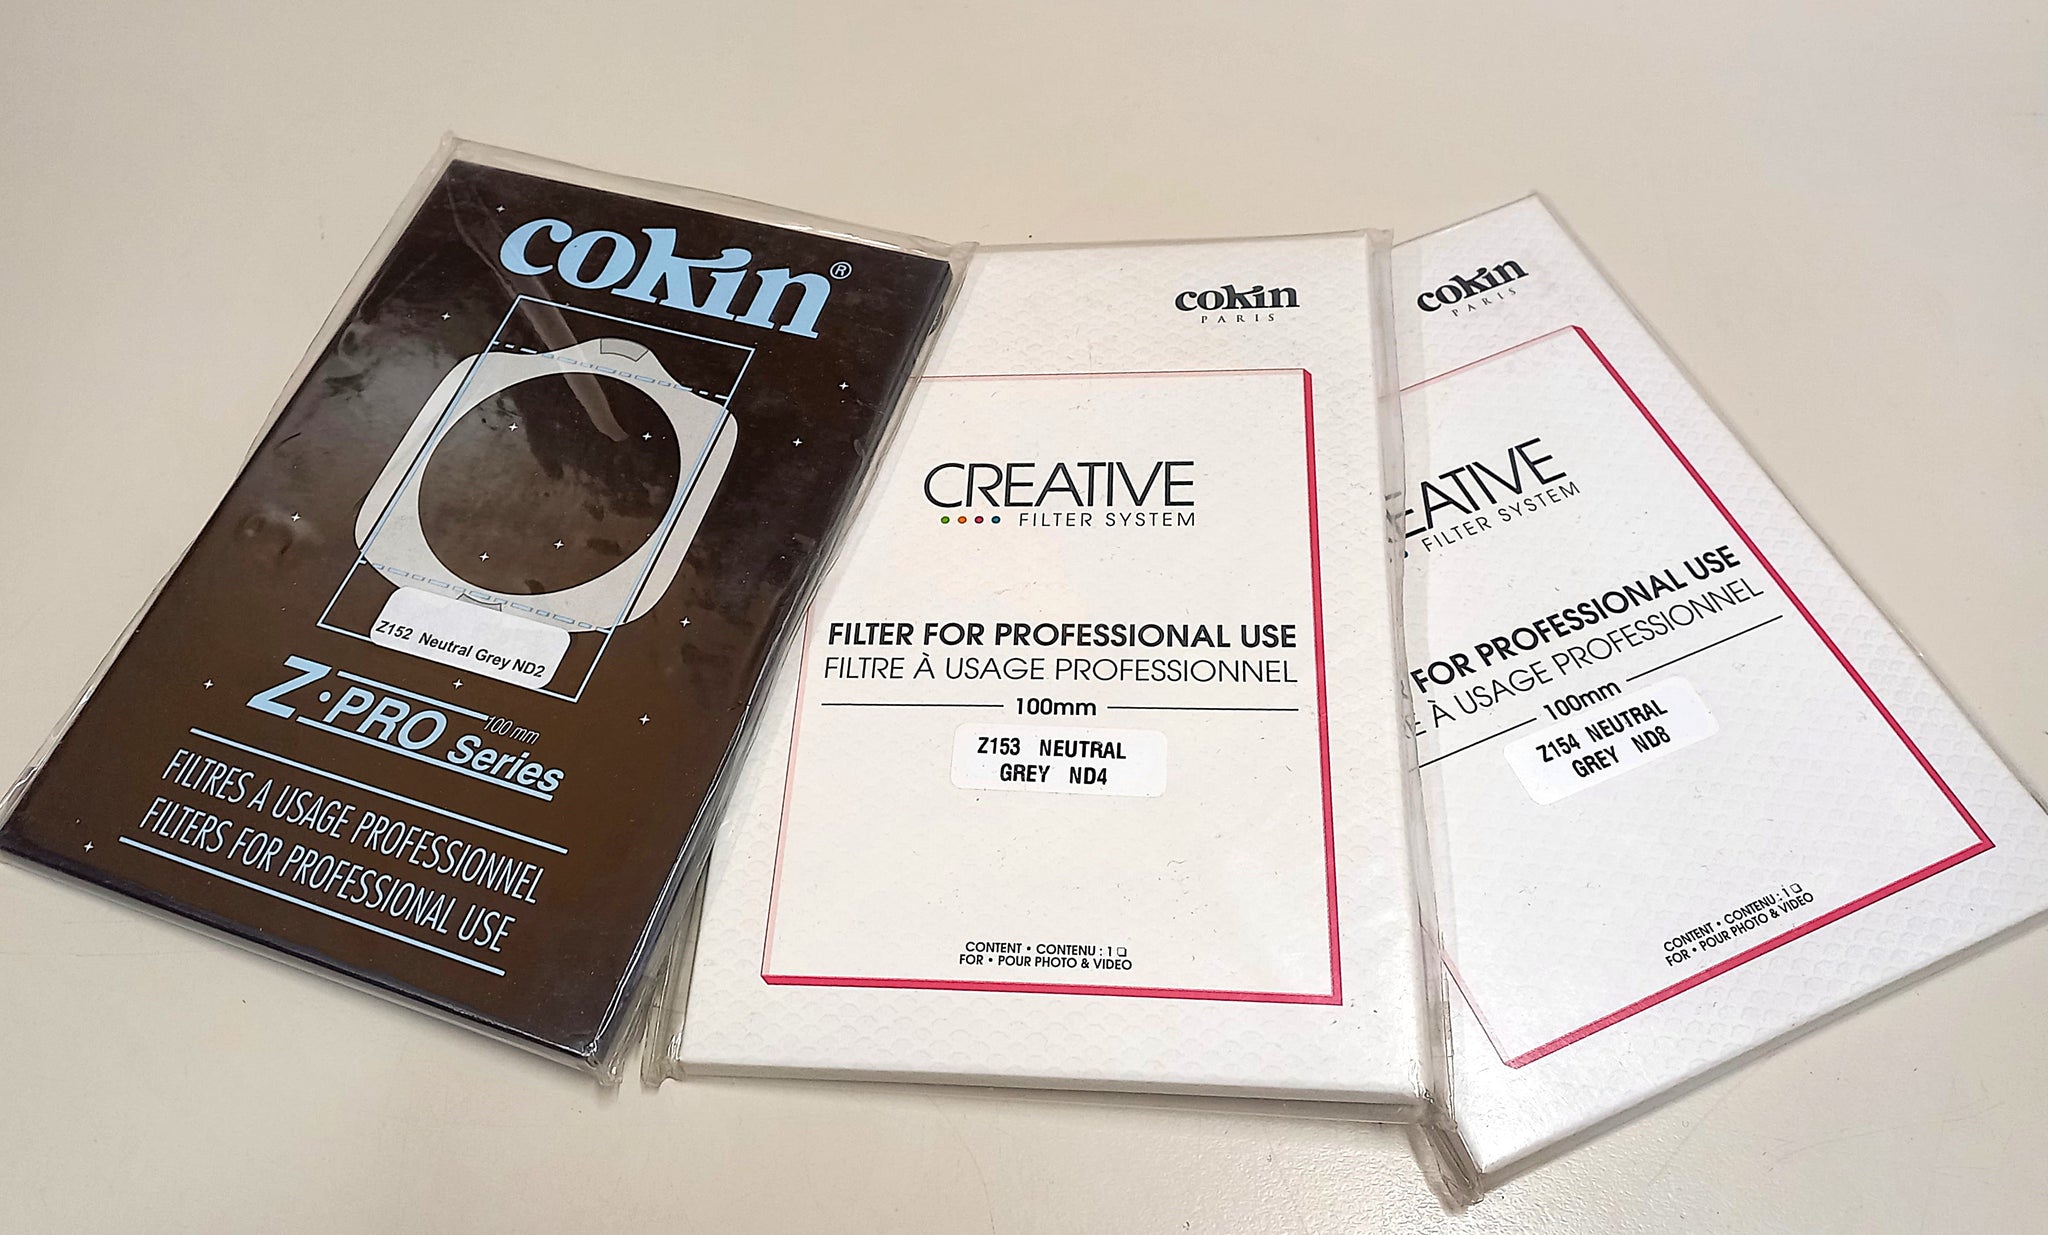 cokin®
Z152 Neutral Grey ND2
Z·PRO series
100 mm
FILTRES A USAGE PROFESSIONNEL
FILTERS FOR PROFESSIONAL USE
cokin
PARIS
CREATIVE
FILTER SYSTEM
FILTER FOR PROFESSIONAL USE
FILTRE À USAGE PROFESSIONNEL
100mm
Z153 NEUTRAL
GREY ND4
CONTENT • CONTENU : 1 ❏
FOR • POUR PHOTO & VIDEO
cokin
PARIS
EATIVE
FILTER SYSTEM
FOR PROFESSIONAL USE
À USAGE PROFESSIONNEL
100mm
Z154 NEUTRAL
GREY ND8
CONTENT • CONTENU : 1 ❏
FOR • POUR PHOTO & VIDEO